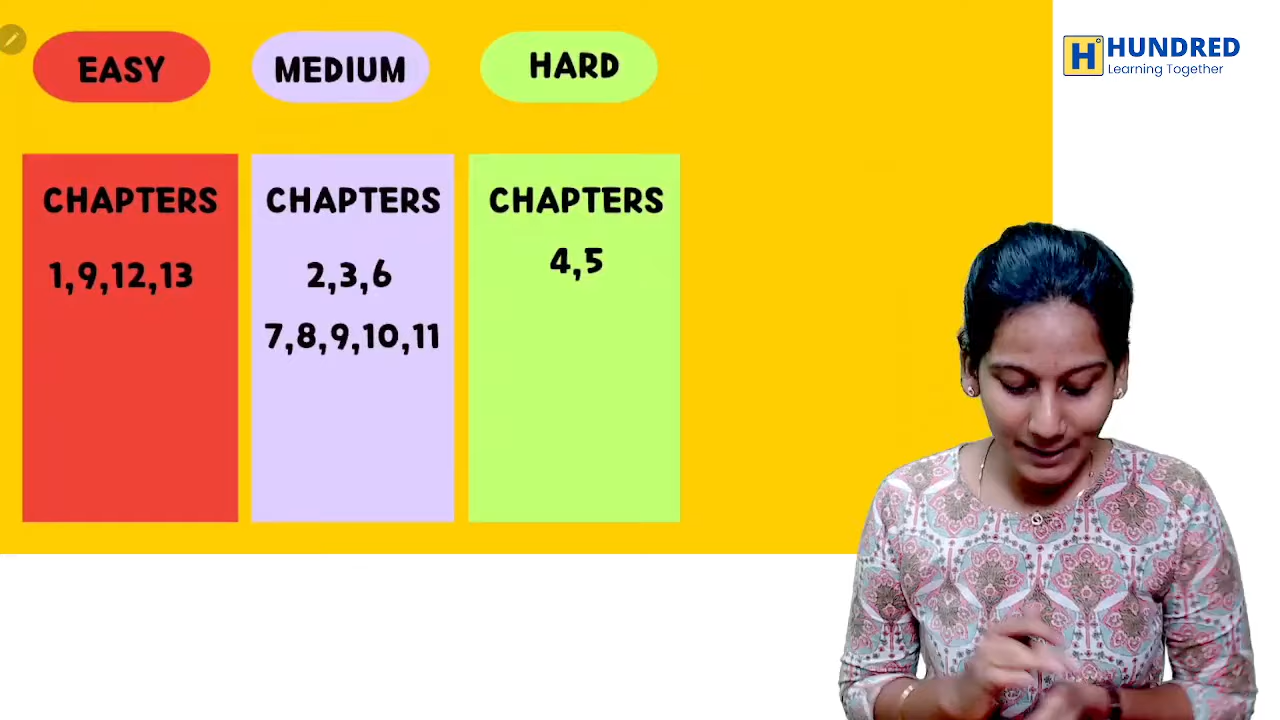 EASY
MEDIUM
HARD
H° HUNDRED
Learning Together
CHAPTERS
1,9,12,13
CHAPTERS
2,3,6
7,8,9,10,11
CHAPTERS
4,5